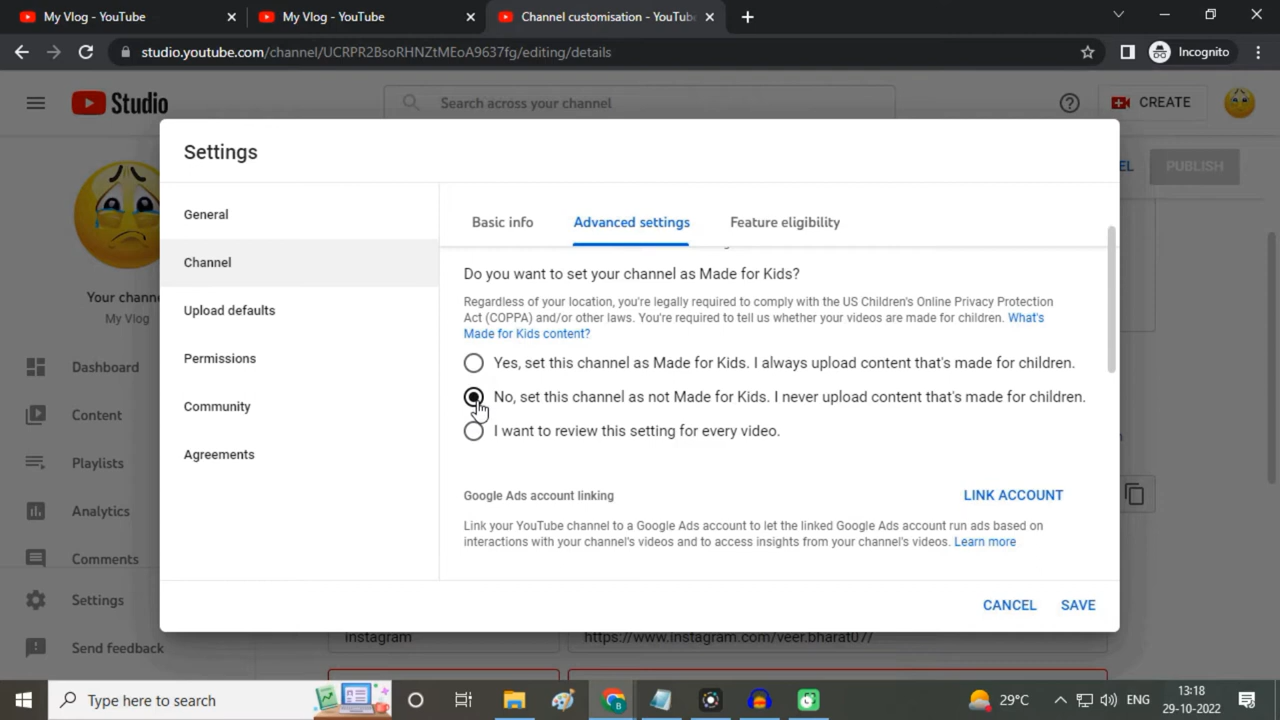 My Vlog - YouTube
My Vlog - YouTube
Channel customisation - YouTub
studio.youtube.com/channel/UCRPR2BsoRHNZtMEoA9637fg/editing/details
Incognito
Studio
Search across your channel
CREATE
Settings
EL
PUBLISH
General
Channel
Upload defaults
Permissions
Community
Agreements
Basic info
Advanced settings
Feature eligibility
Do you want to set your channel as Made for Kids?
Regardless of your location, you're legally required to comply with the US Children's Online Privacy Protection
Act (COPPA) and/or other laws. You're required to tell us whether your videos are made for children. What's
Made for Kids content?
Yes, set this channel as Made for Kids. I always upload content that's made for children.
No, set this channel as not Made for Kids. I never upload content that's made for children.
I want to review this setting for every video.
Google Ads account linking
LINK ACCOUNT
Link your YouTube channel to a Google Ads account to let the linked Google Ads account run ads based on
interactions with your channel's videos and to access insights from your channel's videos. Learn more
CANCEL
SAVE
Your chann
My Vlog
Dashboard
Content
Playlists
Analytics
Comments
Settings
Send feedback
Instagram
https://www.instagram.com/veer.bharat07/
Type here to search
29°C
ENG
13:18
29-10-2022